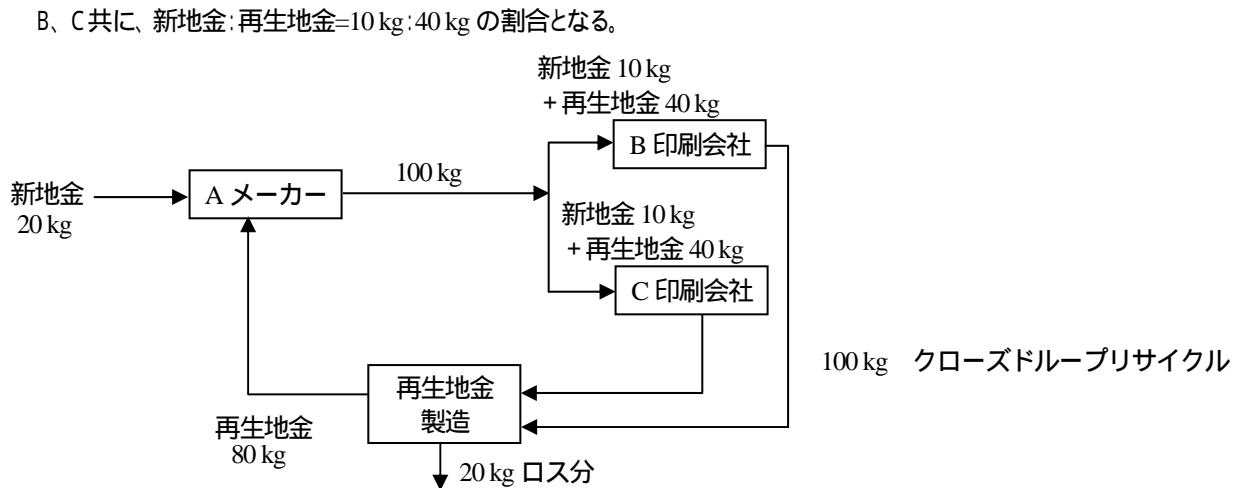 B、C共に、新地金:再生地金=10 kg:40 kg の割合となる。
新地金 10 kg
+再生地金 40 kg
B 印刷会社
100 kg
新地金
20 kg
A メーカー
新地金 10 kg
+再生地金 40 kg
C 印刷会社
100 kg クローズドループリサイクル
再生地金
製造
再生地金
80 kg
20 kg ロス分